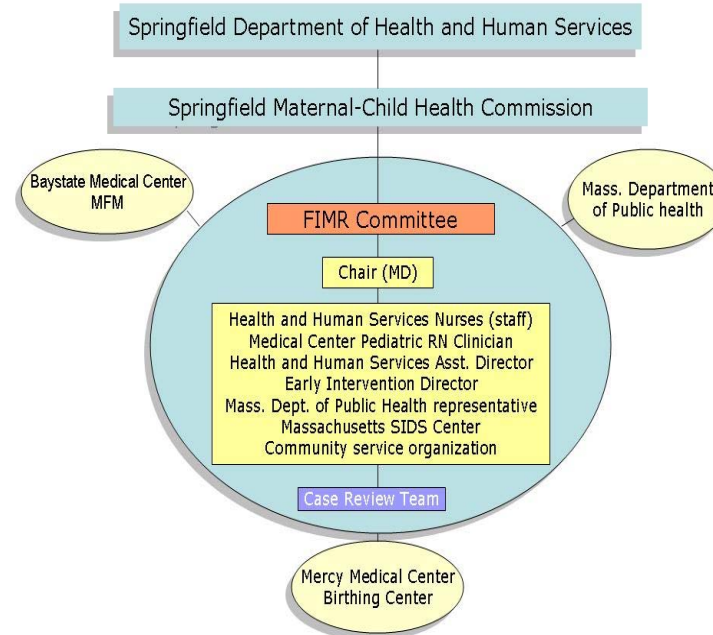 Springfield Department of Health and Human Services
Springfield Maternal-Child Health Commission
Baystate Medical Center
MFM
Mass. Department
of Public health
FIMR Committee
Chair (MD)
Health and Human Services Nurses (staff)
Medical Center Pediatric RN Clinician
Health and Human Services Asst. Director
Early Intervention Director
Mass. Dept. of Public Health representative
Massachusetts SIDS Center
Community service organization
Case Review Team
Mercy Medical Center
Birthing Center